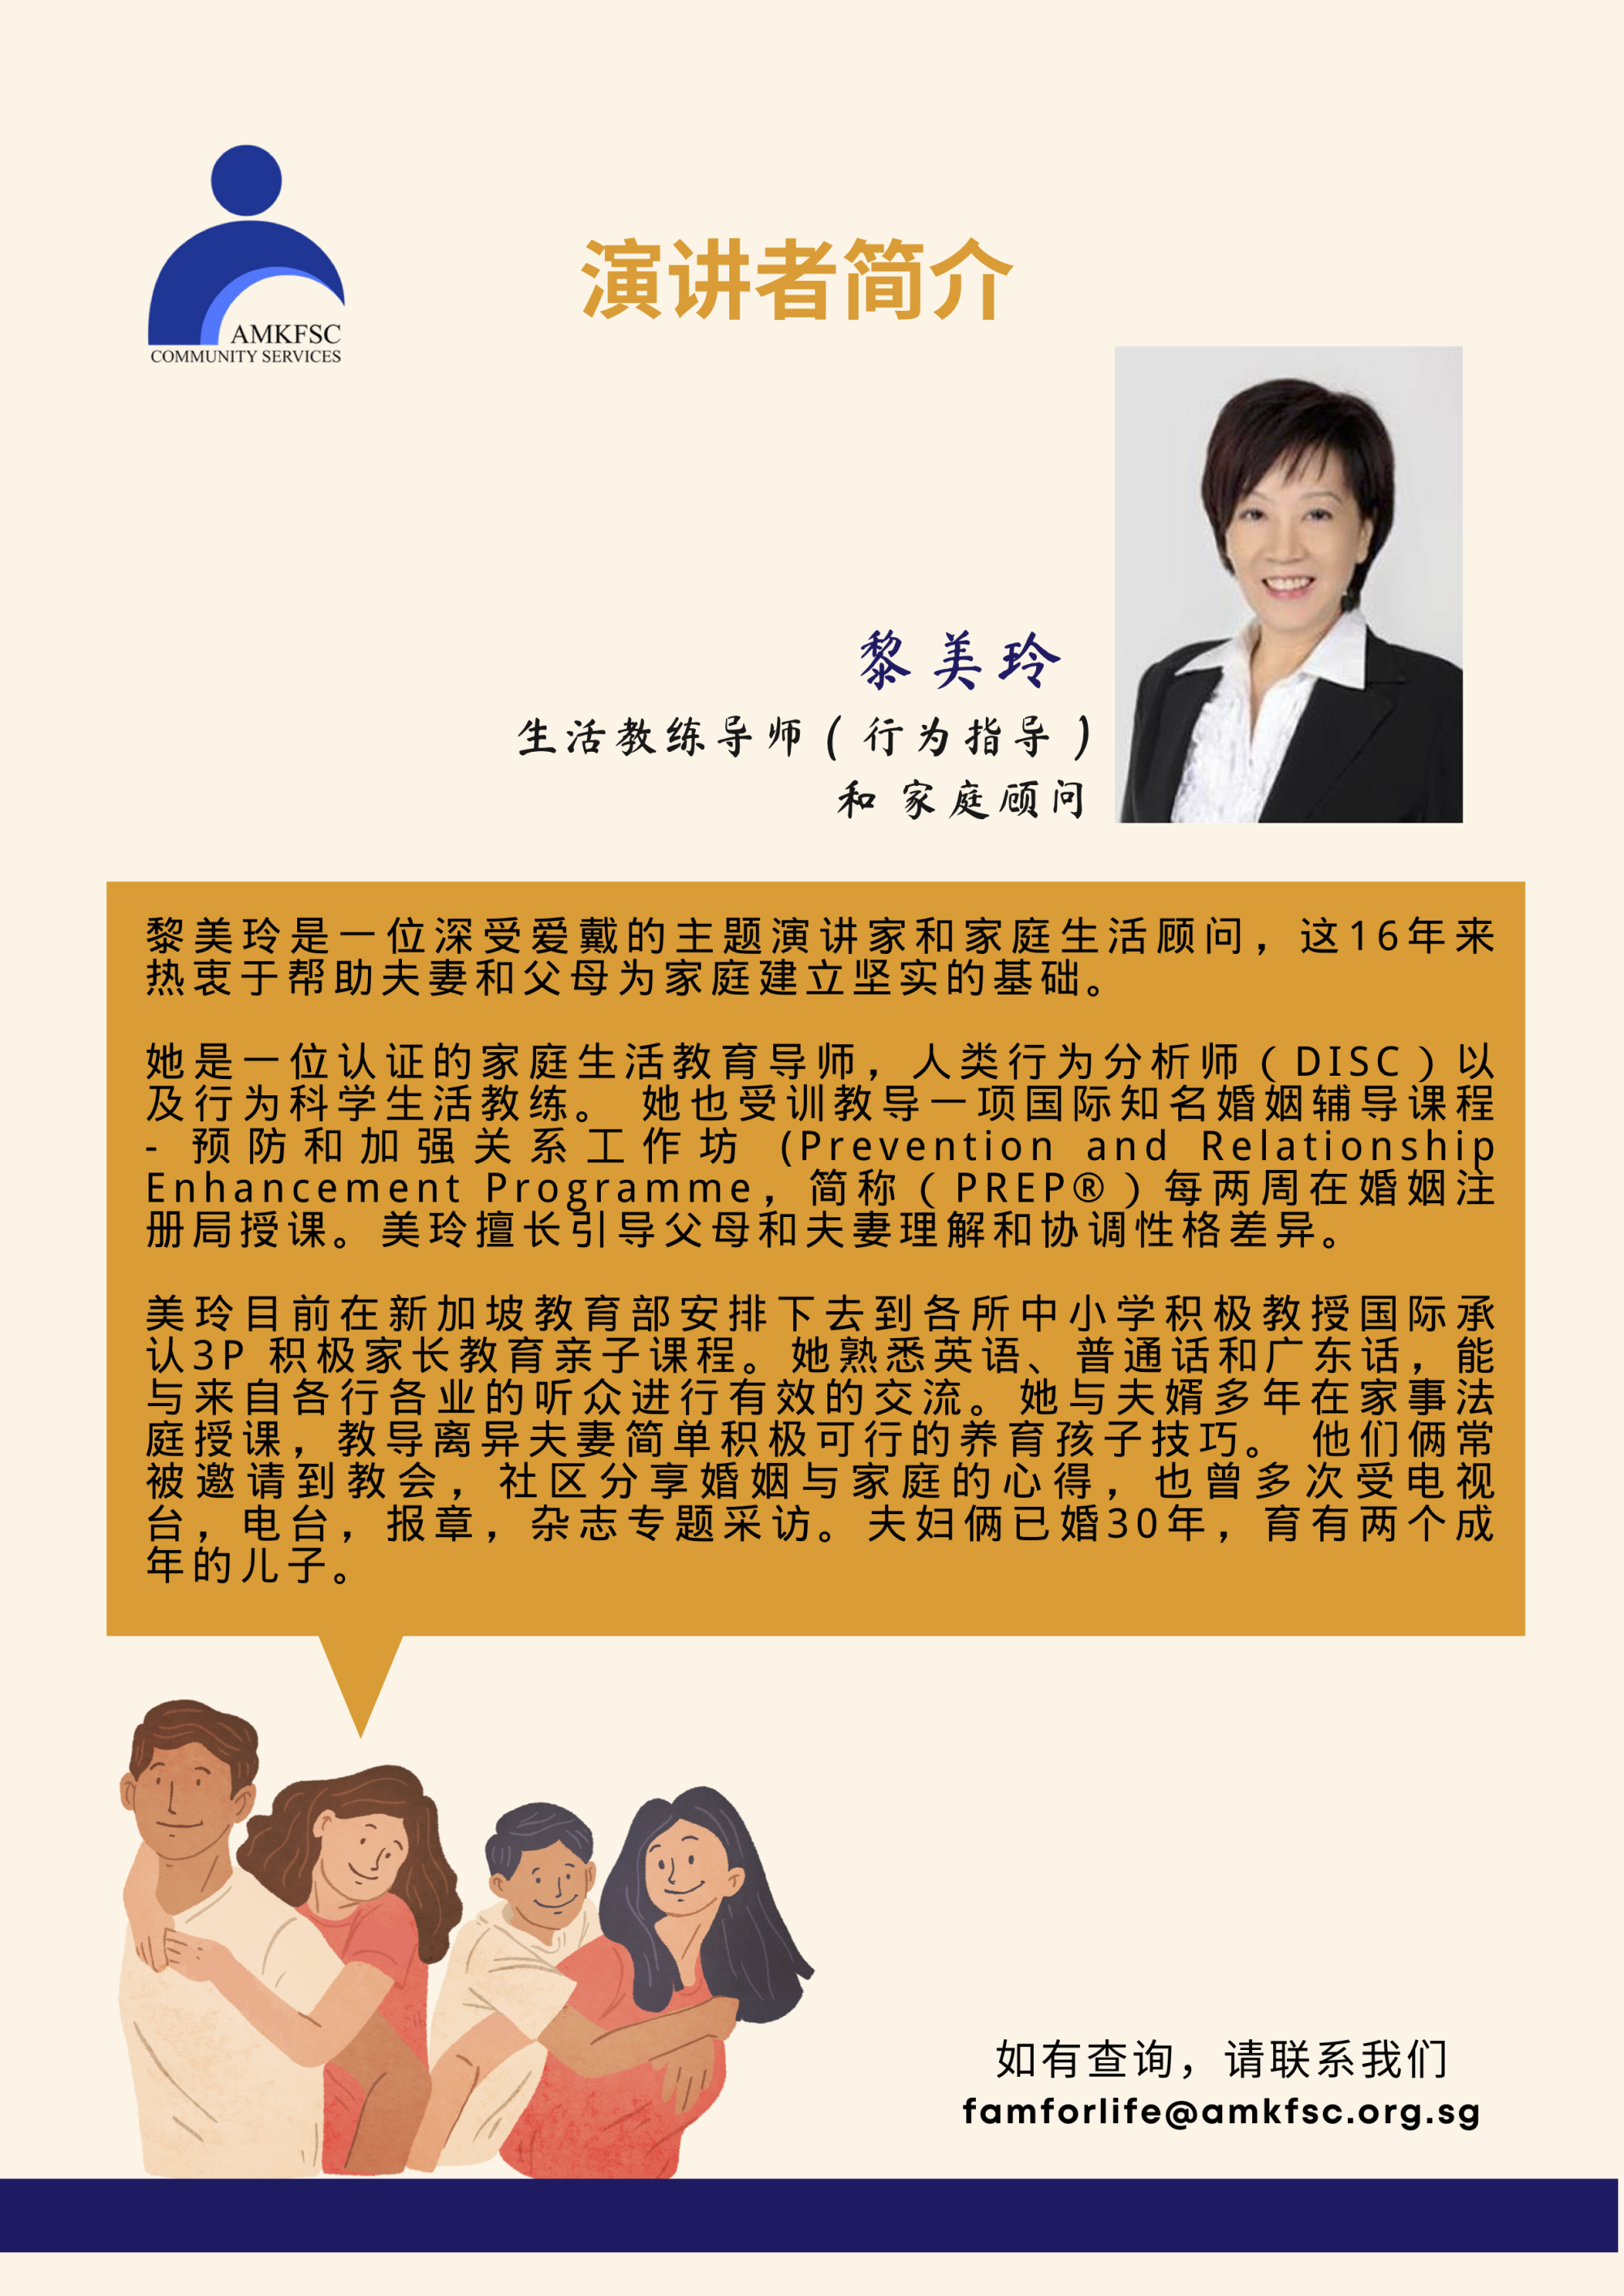 AMKFSC
COMMUNITY SERVICES
演讲者简介
黎美玲
生活教练导师(行为指导)
和 家庭顾问
黎美玲是一位深受爱戴的主题演讲家和家庭生活顾问，这16年来
热衷于帮助夫妻和父母为家庭建立坚实的基础。
她是一位认证的家庭生活教育导师，人类行为分析师（DISC）以
及行为科学生活教练。 她也受训教导一项国际知名婚姻辅导课程
- 预防和加强关系工作坊 (Prevention and Relationship
Enhancement Programme，简称（PREP®）每两周在婚姻注
册局授课。美玲擅长引导父母和夫妻理解和协调性格差异。
美玲目前在新加坡教育部安排下去到各所中小学积极教授国际承
认3P 积极家长教育亲子课程。她熟悉英语、普通话和广东话，能
与来自各行各业的听众进行有效的交流。她与夫婿多年在家事法
庭授课，教导离异夫妻简单积极可行的养育孩子技巧。 他们俩常
被邀请到教会，社区分享婚姻与家庭的心得，也曾多次受电视
台，电台，报章，杂志专题采访。夫妇俩已婚30年，育有两个成
年的儿子。
如有查询，请联系我们
famforlife@amkfsc.org.sg